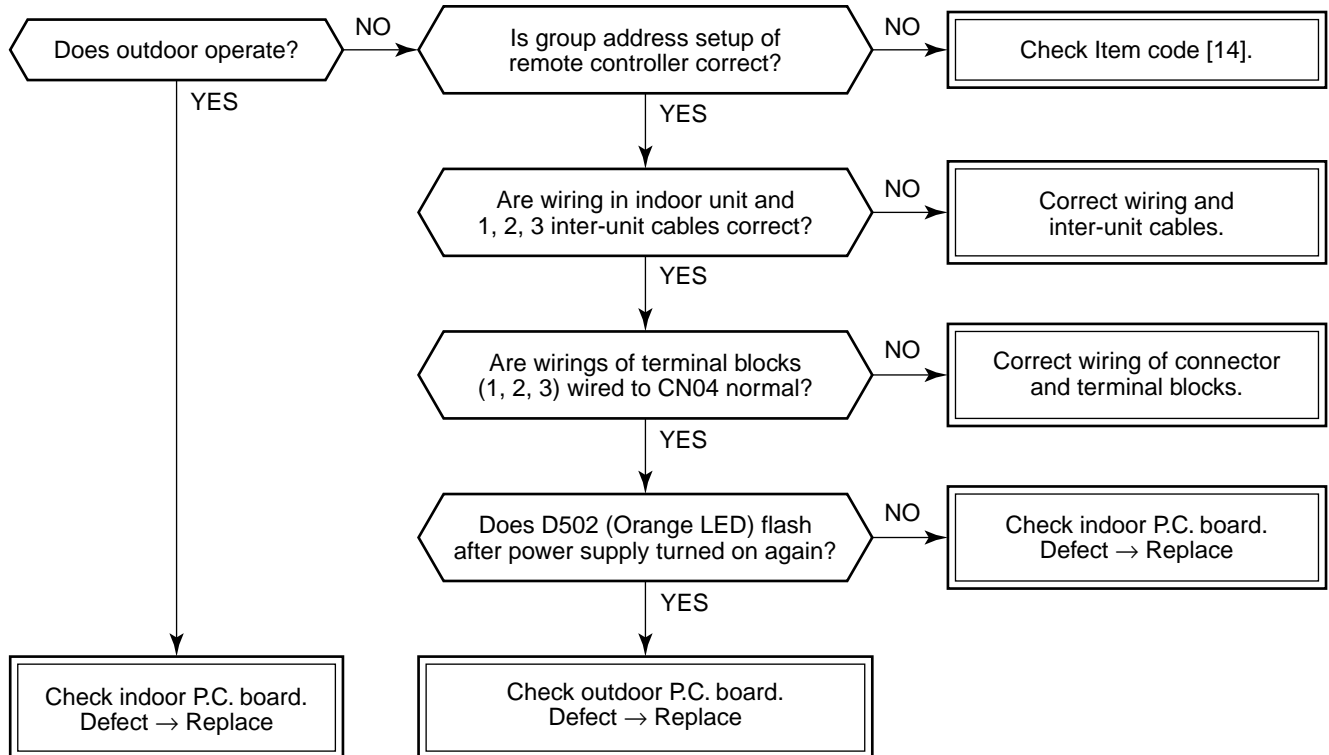 Does outdoor operate?
NO
Is group address setup of
remote controller correct?
NO
Check Item code [14].
YES
YES
Are wiring in indoor unit and
1, 2, 3 inter-unit cables correct?
NO
Correct wiring and
inter-unit cables.
YES
Are wirings of terminal blocks
(1, 2, 3) wired to CN04 normal?
NO
Correct wiring of connector
and terminal blocks.
YES
Does D502 (Orange LED) flash
after power supply turned on again?
NO
Check indoor P.C. board.
Defect → Replace
YES
Check indoor P.C. board.
Defect → Replace
Check outdoor P.C. board.
Defect → Replace